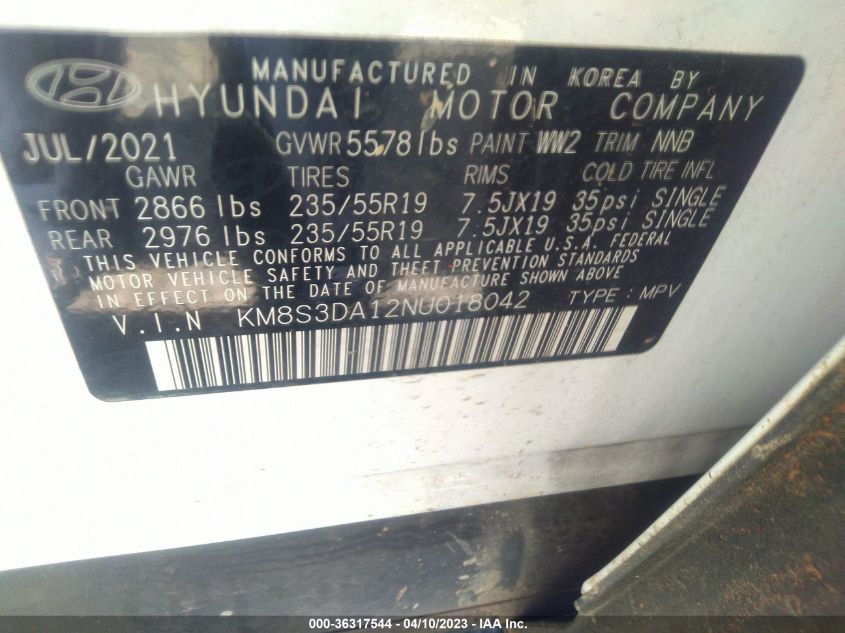 MANUFACTURED IN KOREA BY
HYUNDAI MOTOR COMPANY
JUL/2021 GVWR 5578 lbs PAINT WW2 TRIM NNB
GAWR TIRES RIMS COLD TIRE INFL
FRONT 2866 lbs 235/55R19 7.5JX19 35psi SINGLE
REAR 2976 lbs 235/55R19 7.5JX19 35psi SINGLE
THIS VEHICLE CONFORMS TO ALL APPLICABLE U.S.A. FEDERAL
MOTOR VEHICLE SAFETY AND THEFT PREVENTION STANDARDS
IN EFFECT ON THE DATE OF MANUFACTURE SHOWN ABOVE
V.I.N KM8S3DA12NU018042 TYPE : MPV
000-36317544 - 04/10/2023 - IAA Inc.